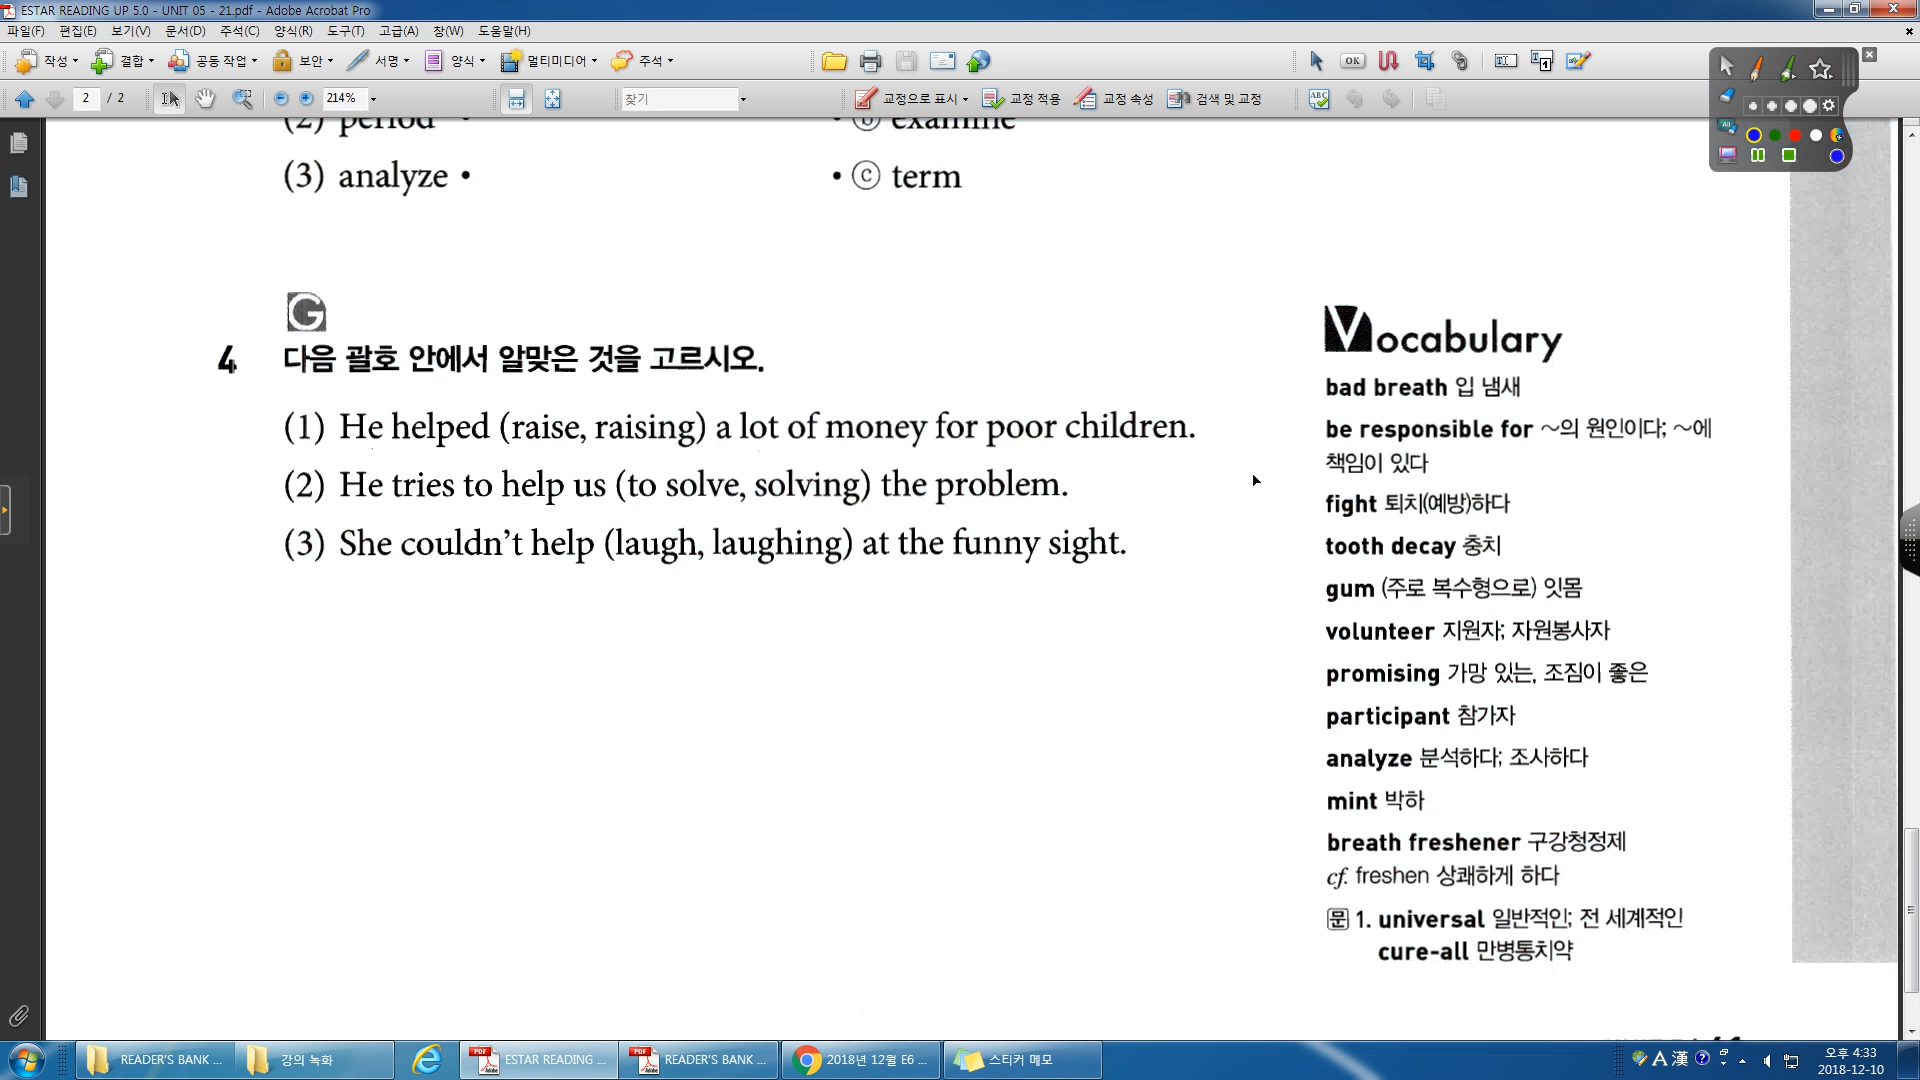 ESTAR READING UP 5.0 - UNIT 05 - 21.pdf - Adobe Acrobat Pro
파일(F) 편집(E) 보기(V) 문서(D) 주석(C) 양식(R) 도구(T) 고급(A) 창(W) 도움말(H)
작성 결합 공동 작업 보안 서명 양식 멀티미디어 주석 OK
2 / 2 214% 찾기 교정으로 표시 교정 적용 교정 속성 검색 및 교정 ABC
(2) period • • ⓑ examine
(3) analyze • • ⓒ term
G
4 다음 괄호 안에서 알맞은 것을 고르시오.
(1) He helped (raise, raising) a lot of money for poor children.
(2) He tries to help us (to solve, solving) the problem.
(3) She couldn't help (laugh, laughing) at the funny sight.
Vocabulary
bad breath 입 냄새
be responsible for ~의 원인이다; ~에
책임이 있다
fight 퇴치(예방)하다
tooth decay 충치
gum (주로 복수형으로) 잇몸
volunteer 지원자; 자원봉사자
promising 가망 있는, 조짐이 좋은
participant 참가자
analyze 분석하다; 조사하다
mint 박하
breath freshener 구강청정제
cf. freshen 상쾌하게 하다
문 1. universal 일반적인; 전 세계적인
cure-all 만병통치약
READER'S BANK ... 강의 녹화 ESTAR READING ... READER'S BANK ... 2018년 12월 E6 ... 스티커 메모 A 漢 오후 4:33
2018-12-10